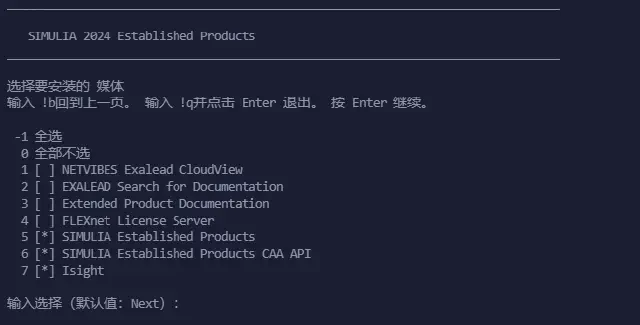 SIMULIA 2024 Established Products
选择要安装的 媒体
输入 !b回到上一页。 输入 !q开点击 Enter 退出。 按 Enter 继续。
-1 全选
0 全部不选
1 [ ] NETVIBES Exalead CloudView
2 [ ] EXALEAD Search for Documentation
3 [ ] Extended Product Documentation
4 [ ] FLEXnet License Server
5 [*] SIMULIA Established Products
6 [*] SIMULIA Established Products CAA API
7 [*] Isight
输入选择（默认值: Next）: